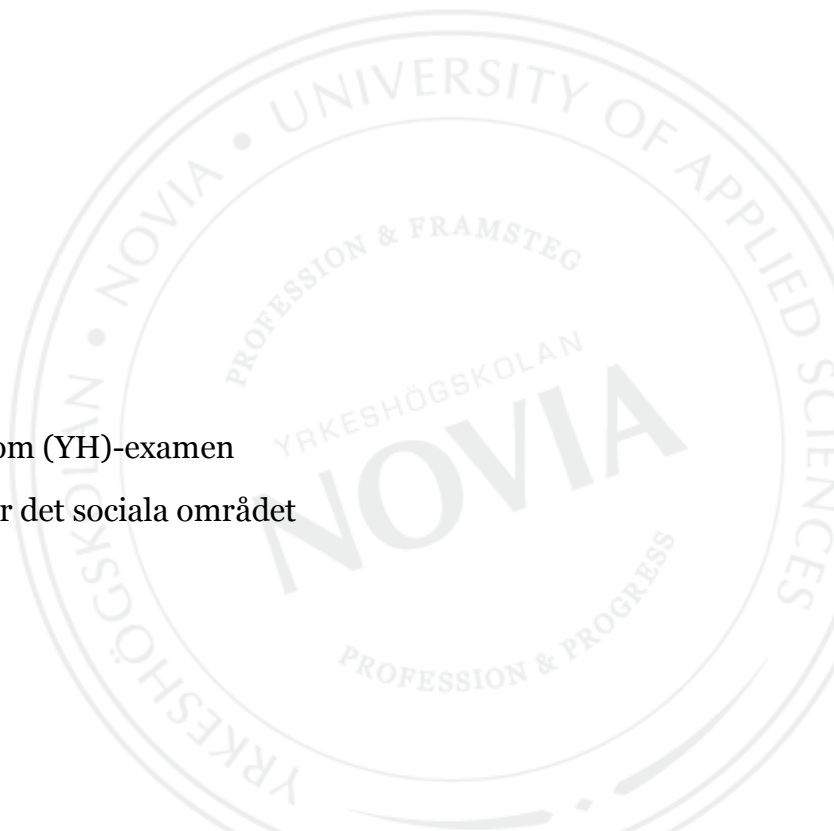 UNIVERSITY OF APPLIED SCIENCES
YRKESHÖGSKOLAN • NOVIA •
PROFESSION & FRAMSTEG
YRKESHÖGSKOLAN
NOVIA
PROFESSION & PROGRESS
om (YH)-examen
r det sociala området